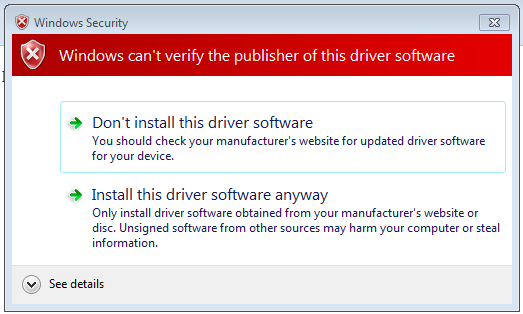 Windows Security
Windows can't verify the publisher of this driver software
Don't install this driver software
You should check your manufacturer's website for updated driver software
for your device.
Install this driver software anyway
Only install driver software obtained from your manufacturer's website or
disc. Unsigned software from other sources may harm your computer or steal
information.
See details